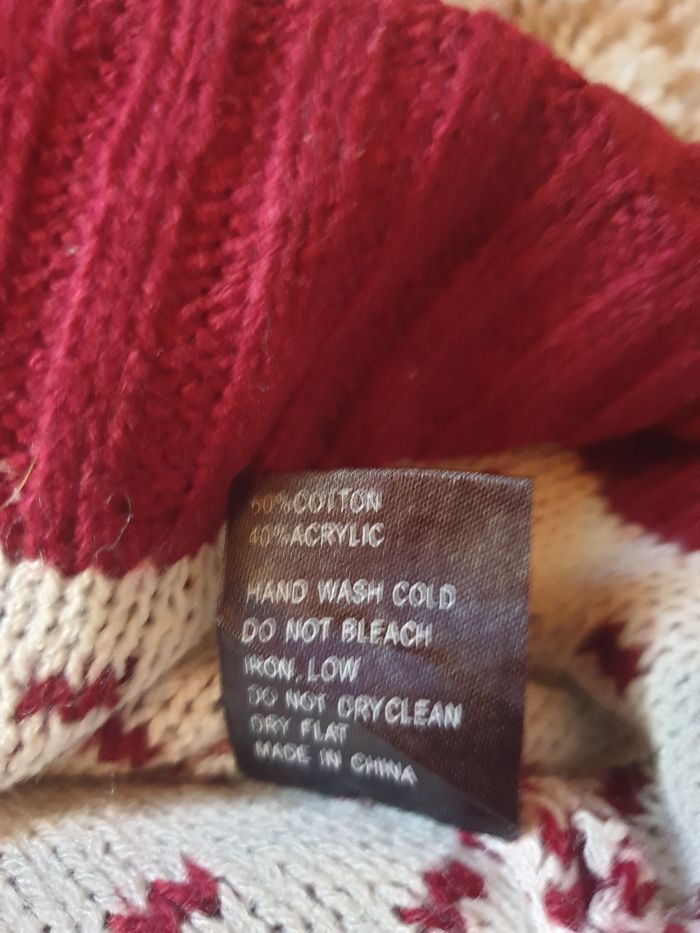 60%COTTON
40%ACRYLIC
HAND WASH COLD
DO NOT BLEACH
IRON, LOW
DO NOT DRYCLEAN
DRY FLAT
MADE IN CHINA